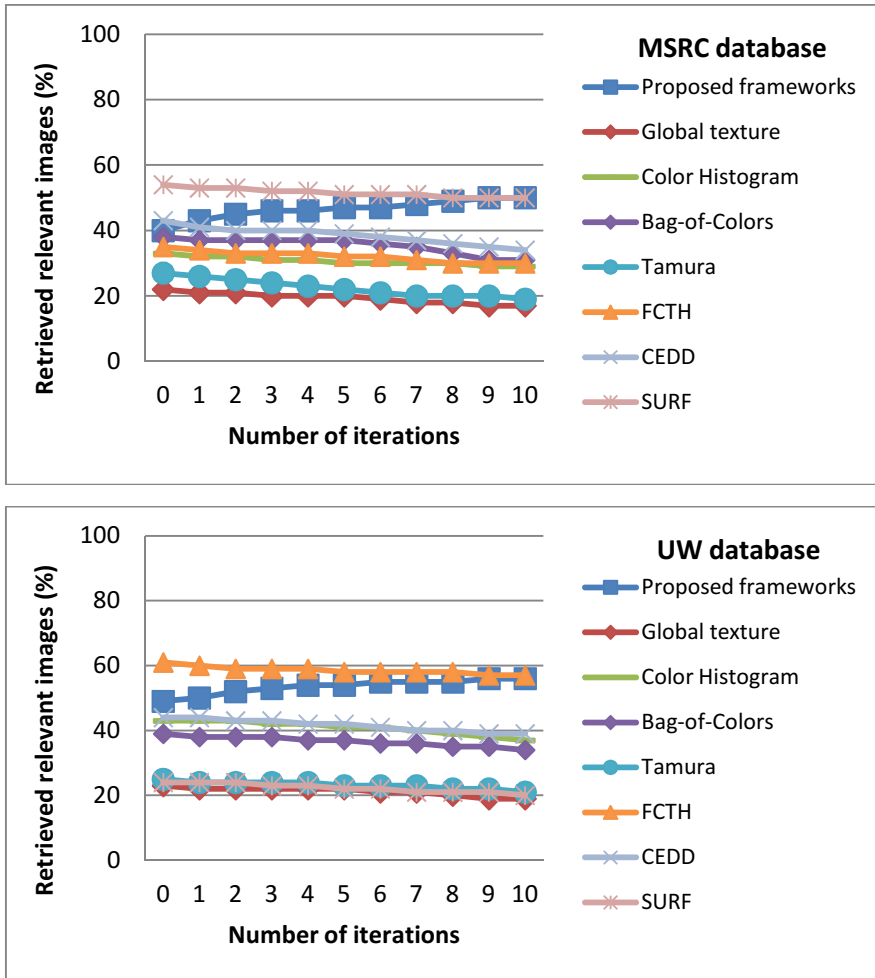 MSRC database
Retrieved relevant images (%)
100
80
60
40
20
0
0 1 2 3 4 5 6 7 8 9 10
Number of iterations
Proposed frameworks
Global texture
Color Histogram
Bag-of-Colors
Tamura
FCTH
CEDD
SURF
UW database
Retrieved relevant images (%)
100
80
60
40
20
0
0 1 2 3 4 5 6 7 8 9 10
Number of iterations
Proposed frameworks
Global texture
Color Histogram
Bag-of-Colors
Tamura
FCTH
CEDD
SURF